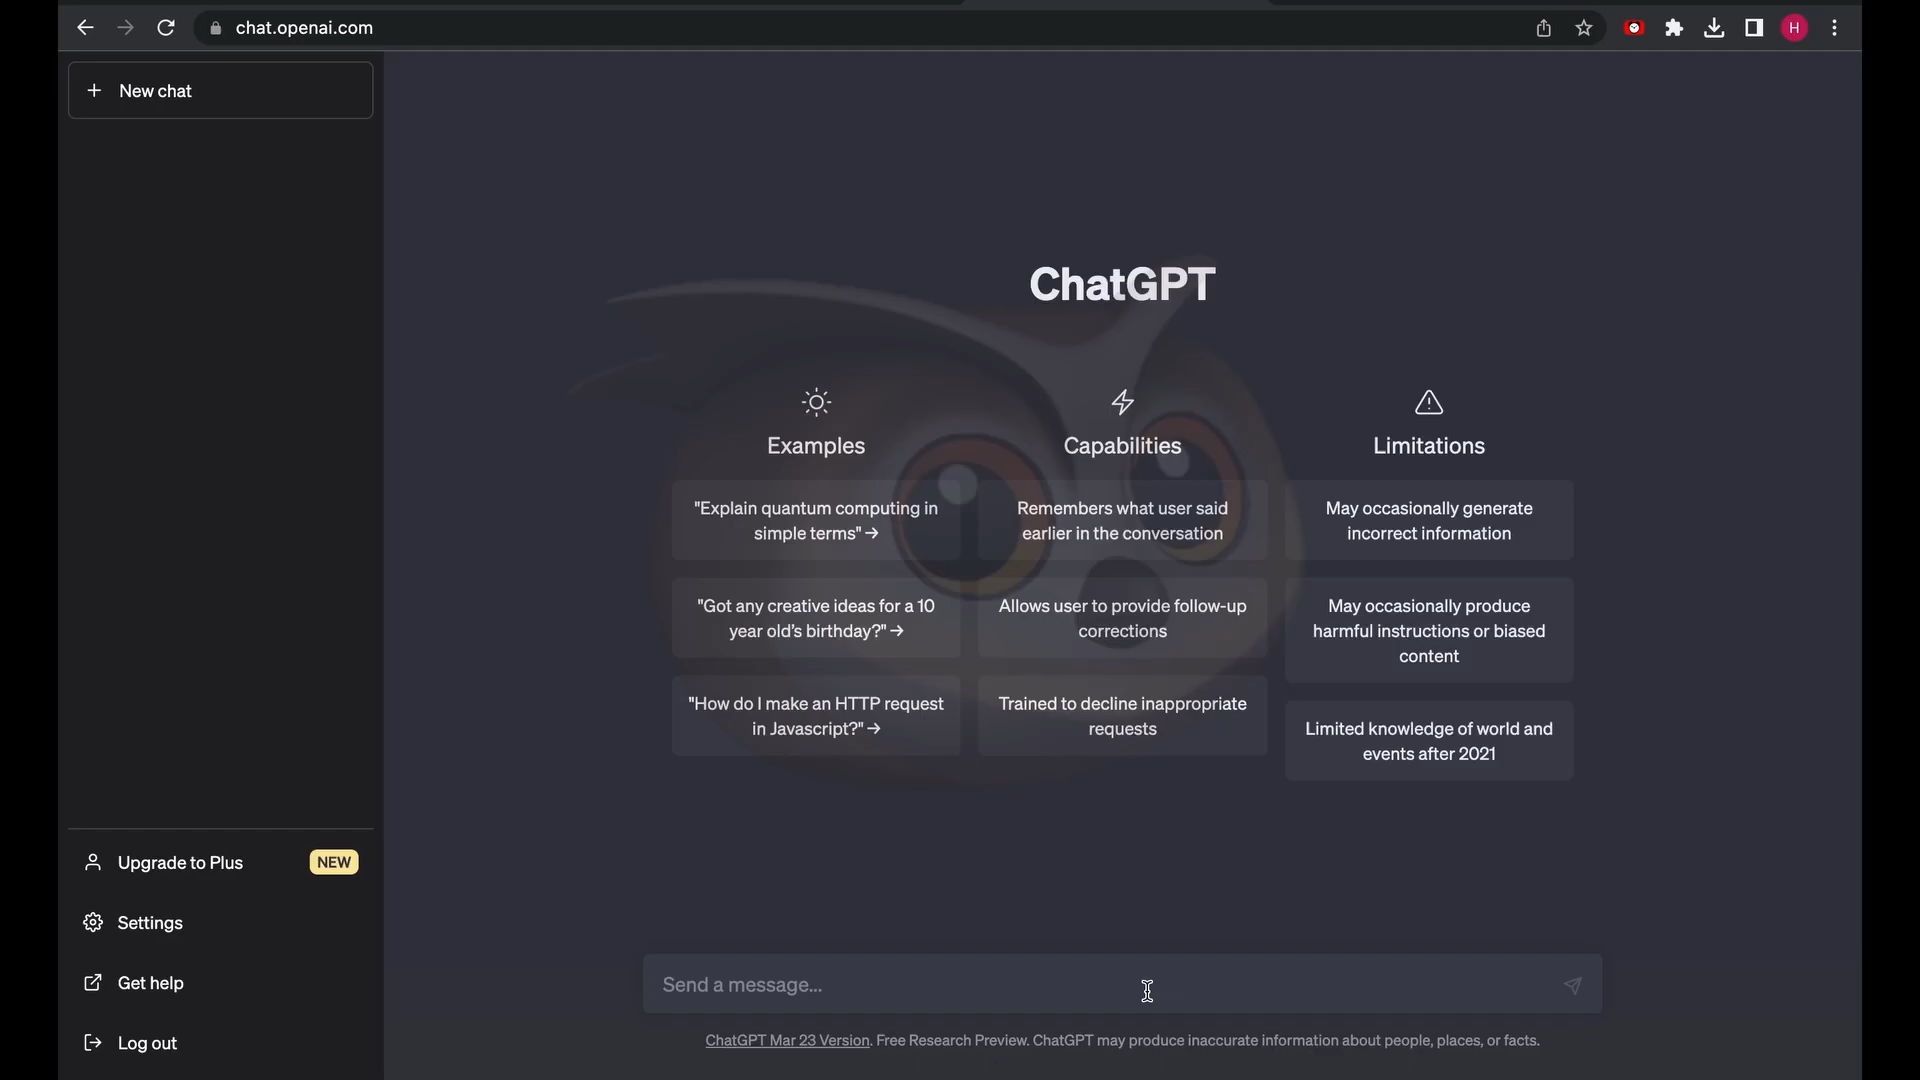 chat.openai.com
H
New chat
ChatGPT
Examples
"Explain quantum computing in
simple terms" →
"Got any creative ideas for a 10
year old's birthday?" →
"How do I make an HTTP request
in Javascript?" →
Capabilities
Remembers what user said
earlier in the conversation
Allows user to provide follow-up
corrections
Trained to decline inappropriate
requests
Limitations
May occasionally generate
incorrect information
May occasionally produce
harmful instructions or biased
content
Limited knowledge of world and
events after 2021
Upgrade to Plus
NEW
Settings
Get help
Log out
Send a message...
ChatGPT Mar 23 Version. Free Research Preview. ChatGPT may produce inaccurate information about people, places, or facts.